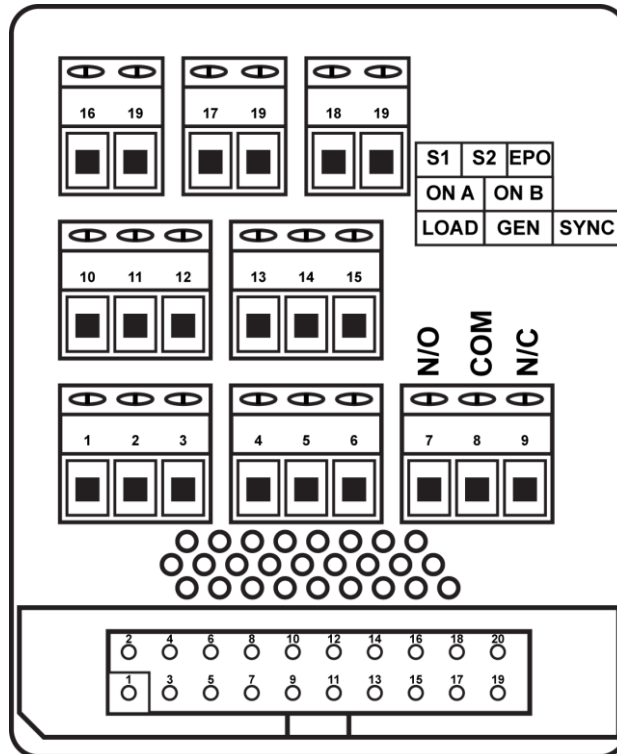 16 19 17 19 18 19
S1 S2 EPO
ON A ON B
LOAD GEN SYNC
10 11 12 13 14 15
N/O COM N/C
1 2 3 4 5 6 7 8 9
2 4 6 8 10 12 14 16 18 20
1 3 5 7 9 11 13 15 17 19